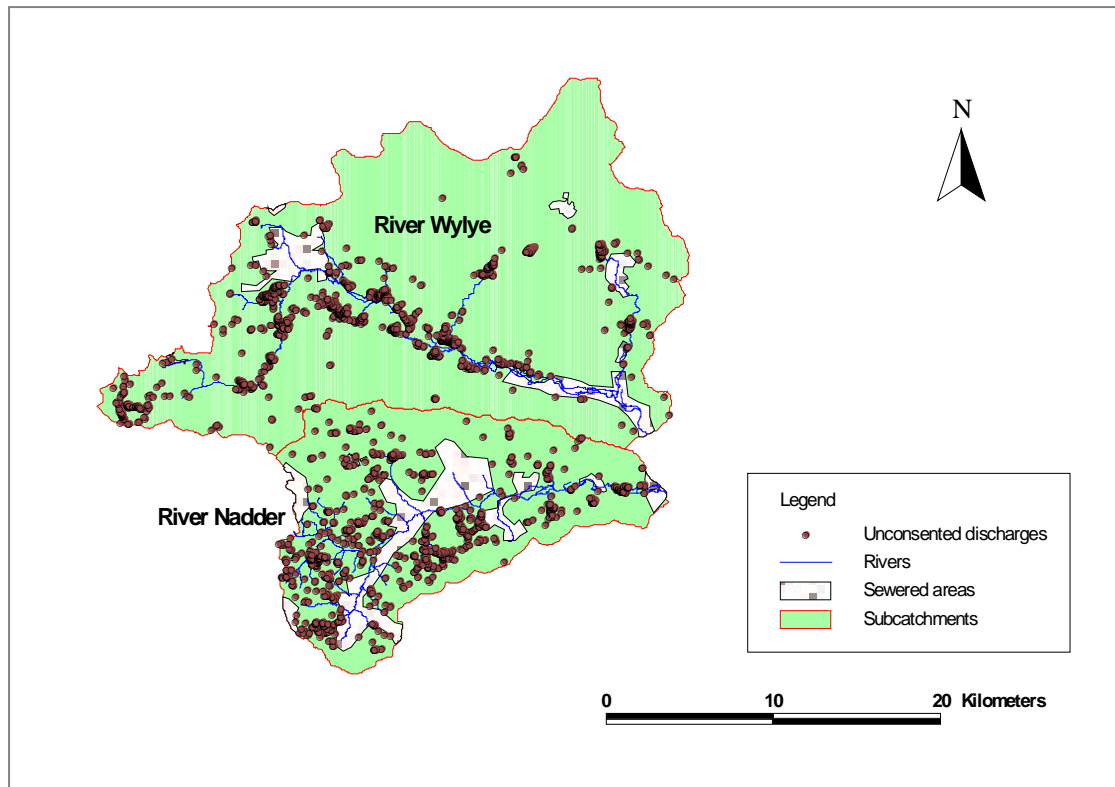 N
River Wylye
River Nadder
Legend
Unconsented discharges
Rivers
Sewered areas
Subcatchments
0 10 20 Kilometers